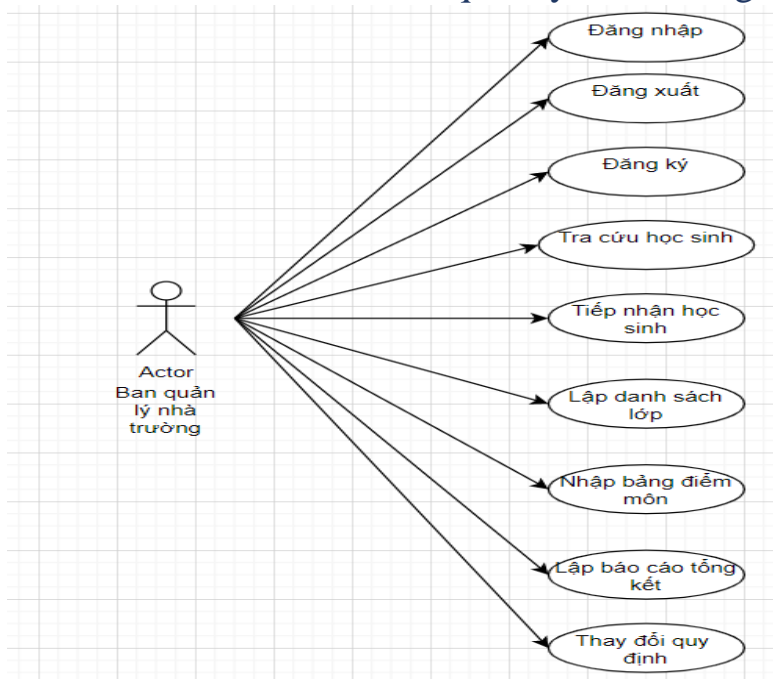 Đăng nhập
Đăng xuất
Đăng ký
Tra cứu học sinh
Tiếp nhận học
sinh
Actor
Ban quản
lý nhà
trường
Lập danh sách
lớp
Nhập bảng điểm
môn
Lập báo cáo tổng
kết
Thay đổi quy
định